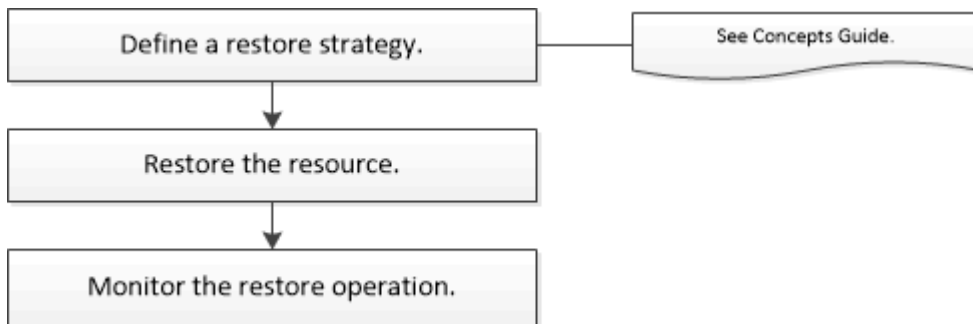 Define a restore strategy.
See Concepts Guide.
Restore the resource.
Monitor the restore operation.